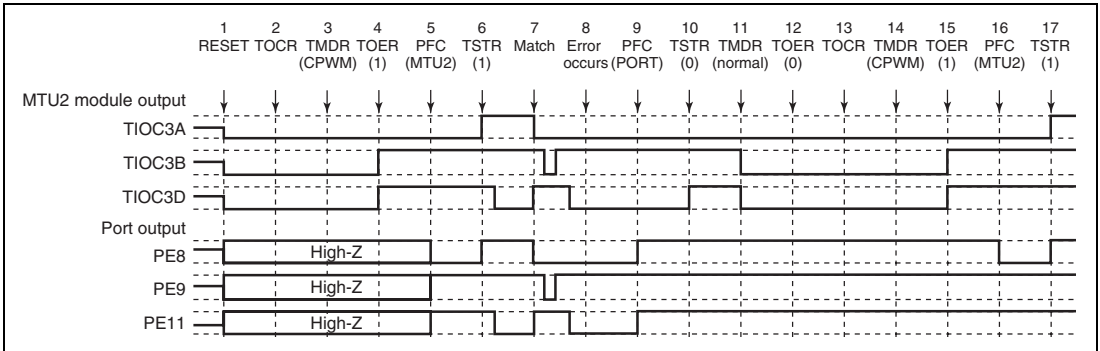 1 2 3 4 5 6 7 8 9 10 11 12 13 14 15 16 17
RESET TOCR TMDR TOER PFC TSTR Match Error PFC TSTR TMDR TOER TOCR TMDR TOER PFC TSTR
(CPWM) (1) (MTU2) (1) occurs (PORT) (0) (normal) (0) (CPWM) (1) (MTU2) (1)
MTU2 module output
TIOC3A
TIOC3B
TIOC3D
Port output
PE8 High-Z
PE9 High-Z
PE11 High-Z